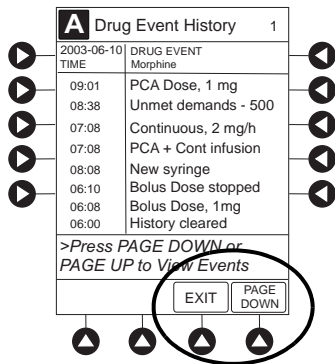 A Drug Event History 1
2003-06-10 DRUG EVENT
TIME Morphine
09:01 PCA Dose, 1 mg
08:38 Unmet demands - 500
07:08 Continuous, 2 mg/h
07:08 PCA + Cont infusion
08:08 New syringe
06:10 Bolus Dose stopped
06:08 Bolus Dose, 1mg
06:00 History cleared
>Press PAGE DOWN or
PAGE UP to View Events
EXIT PAGE
DOWN